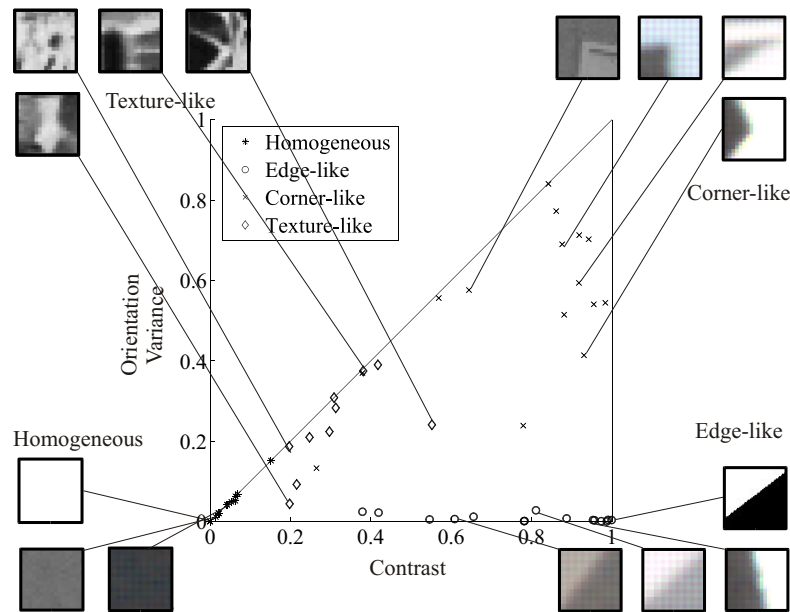 Texture-like
Corner-like
Homogeneous
Edge-like
Corner-like
Texture-like
1
0.8
0.6
0.4
0.2
0
Orientation
Variance
Homogeneous
Edge-like
0
0.2
0.4
0.6
0.8
1
Contrast